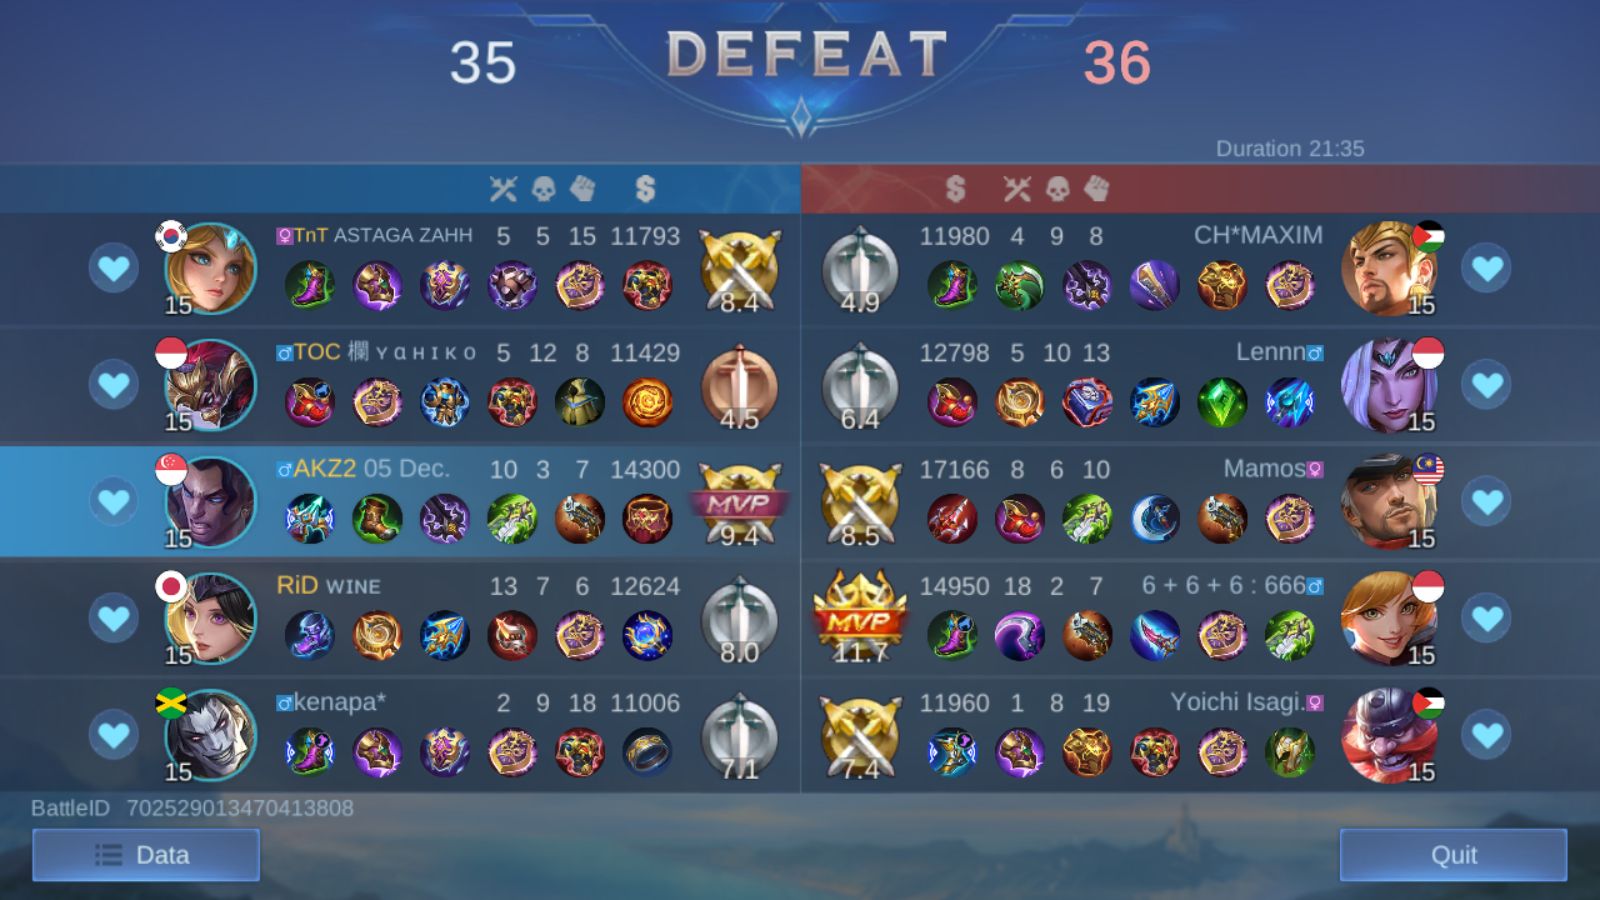 35 DEFEAT 36
Duration 21:35
TnT ASTAGA ZAHH 5 5 15 11793
15 8.4
11980 4 9 8 CH*MAXIM
4.9 15
TOC 欄 ʏɑʜɪᴋᴏ 5 12 8 11429
15 4.5
12798 5 10 13 Lennn
6.4 15
AKZ2 05 Dec. 10 3 7 14300
MVP
15 9.4
17166 8 6 10 Mamos
8.5 15
RiD ᴡɪɴᴇ 13 7 6 12624
15 8.0
14950 18 2 7 6 + 6 + 6 : 666
MVP
11.7 15
kenapa* 2 9 18 11006
15 7.1
11960 1 8 19 Yoichi Isagi.
7.4 15
BattleID 702529013470413808
Data
Quit